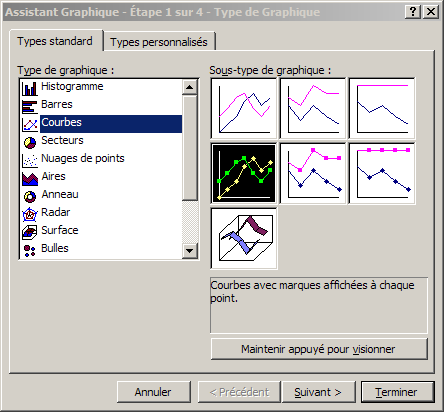 Assistant Graphique - Étape 1 sur 4 - Type de Graphique
Types standard
Types personnalisés
Type de graphique :
Histogramme
Barres
Courbes
Secteurs
Nuages de points
Aires
Anneau
Radar
Surface
Bulles
Sous-type de graphique :
Courbes avec marques affichées à chaque
point.
Maintenir appuyé pour visionner
Annuler
< Précédent
Suivant >
Terminer